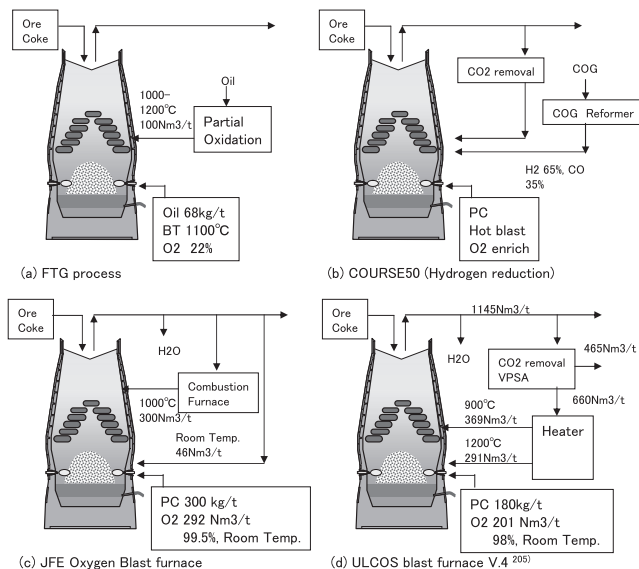 Ore
Coke
Oil
1000-
1200℃
100Nm3/t
Partial
Oxidation
Oil 68kg/t
BT 1100℃
O2 22%
(a) FTG process
Ore
Coke
CO2 removal
COG
COG Reformer
H2 65%, CO
35%
PC
Hot blast
O2 enrich
(b) COURSE50 (Hydrogen reduction)
Ore
Coke
H2O
Combustion
Furnace
1000℃
300Nm3/t
Room Temp.
46Nm3/t
PC 300 kg/t
O2 292 Nm3/t
99.5%, Room Temp.
(c) JFE Oxygen Blast furnace
Ore
Coke
1145Nm3/t
H2O
CO2 removal
VPSA
465Nm3/t
660Nm3/t
900℃
369Nm3/t
Heater
1200℃
291Nm3/t
PC 180kg/t
O2 201 Nm3/t
98%, Room Temp.
(d) ULCOS blast furnace V.4 205)